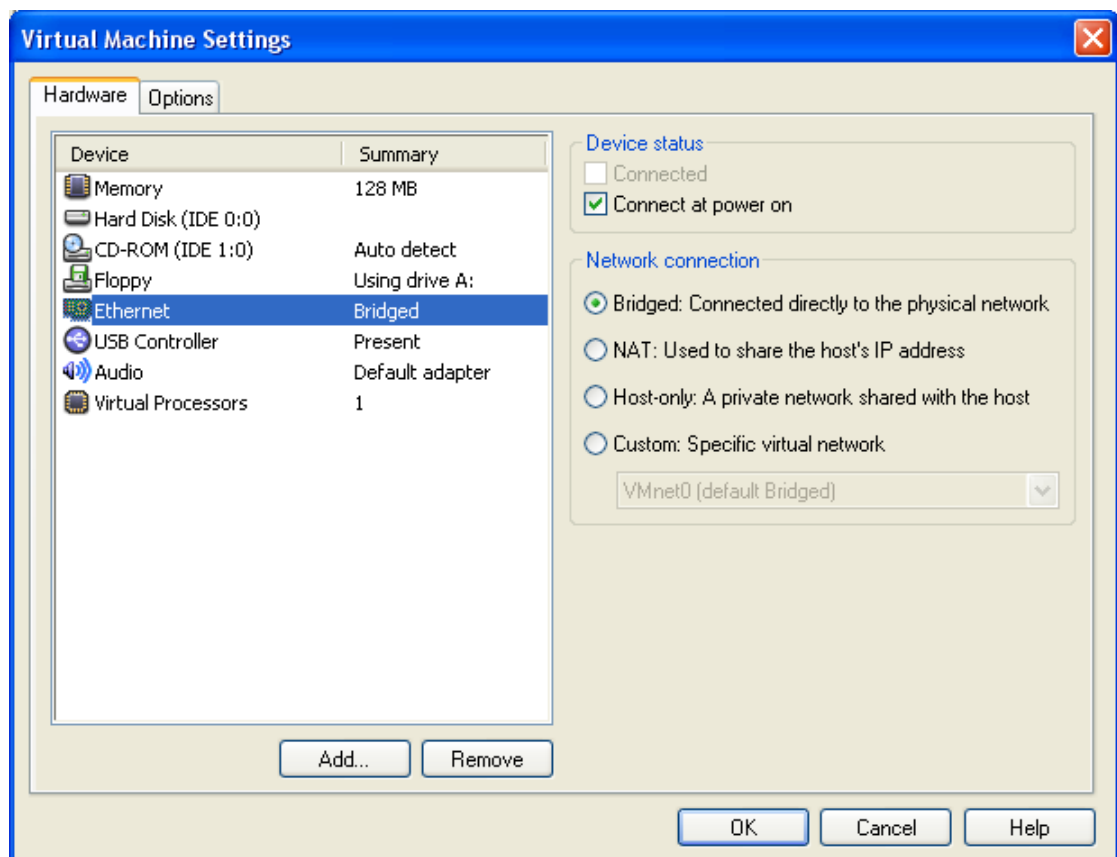 Virtual Machine Settings
Hardware
Options
Device Summary
Memory 128 MB
Hard Disk (IDE 0:0)
CD-ROM (IDE 1:0) Auto detect
Floppy Using drive A:
Ethernet Bridged
USB Controller Present
Audio Default adapter
Virtual Processors 1
Add...
Remove
Device status
Connected
Connect at power on
Network connection
Bridged: Connected directly to the physical network
NAT: Used to share the host's IP address
Host-only: A private network shared with the host
Custom: Specific virtual network
VMnet0 (default Bridged)
OK
Cancel
Help